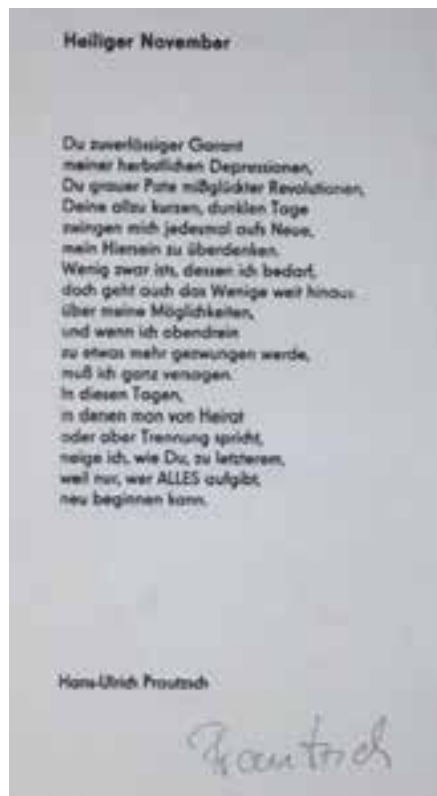 Heiliger November
Du zuverlässiger Garant
meiner herbstlichen Depressionen,
Du grauer Pate mißglückter Revolutionen,
Deine allzu kurzen, dunklen Tage
zwingen mich jedesmal aufs Neue,
mein Hiersein zu überdenken.
Wenig zwar ists, dessen ich bedarf,
doch geht auch das Wenige weit hinaus
über meine Möglichkeiten,
und wenn ich obendrein
zu etwas mehr gezwungen werde,
muß ich ganz versagen.
In diesen Tagen,
in denen man von Heirat
oder aber Trennung spricht,
neige ich, wie Du, zu letzterem,
weil nur, wer ALLES aufgibt,
neu beginnen kann.
Hans-Ulrich Prautzsch
Prautzsch